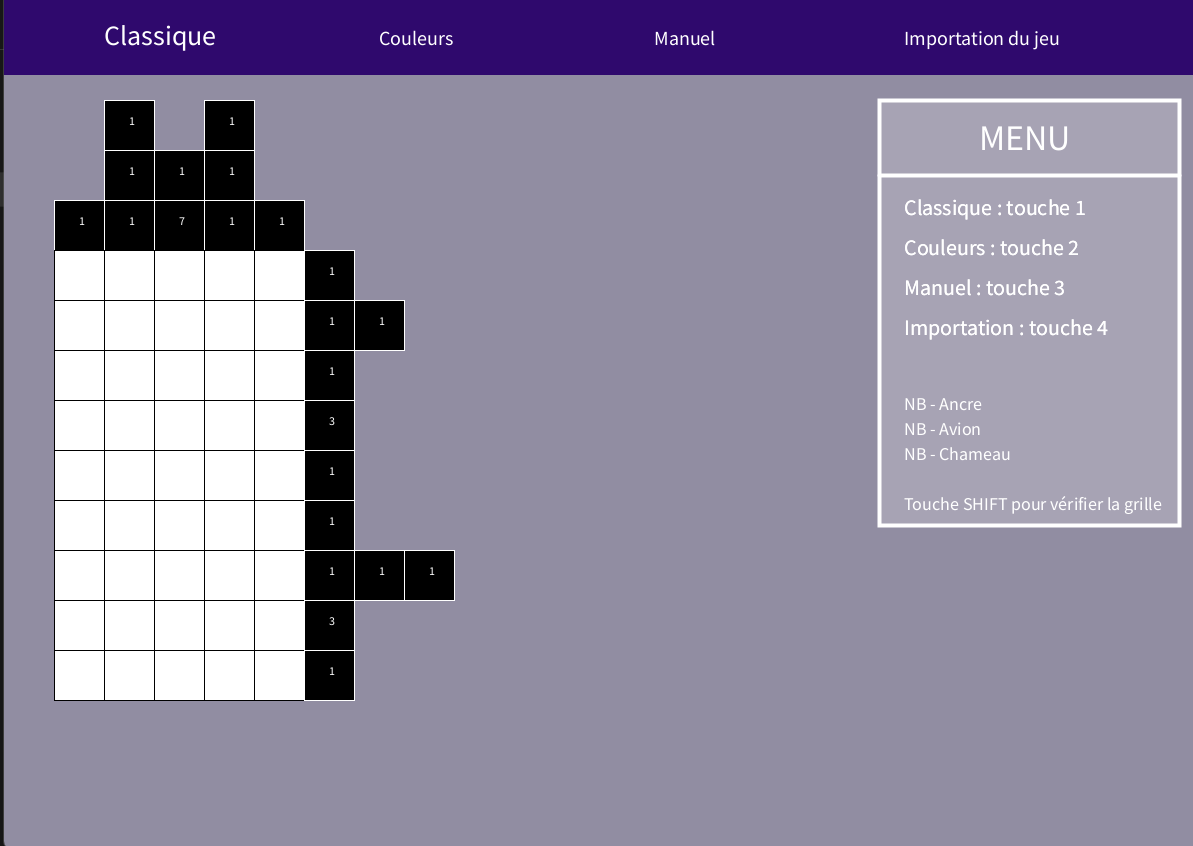 Classique Couleurs Manuel Importation du jeu
1 1
1 1 1
1 1 7 1 1
1
1 1
1
3
1
1
1 1 1
3
1
MENU
Classique : touche 1
Couleurs : touche 2
Manuel : touche 3
Importation : touche 4
NB - Ancre
NB - Avion
NB - Chameau
Touche SHIFT pour vérifier la grille